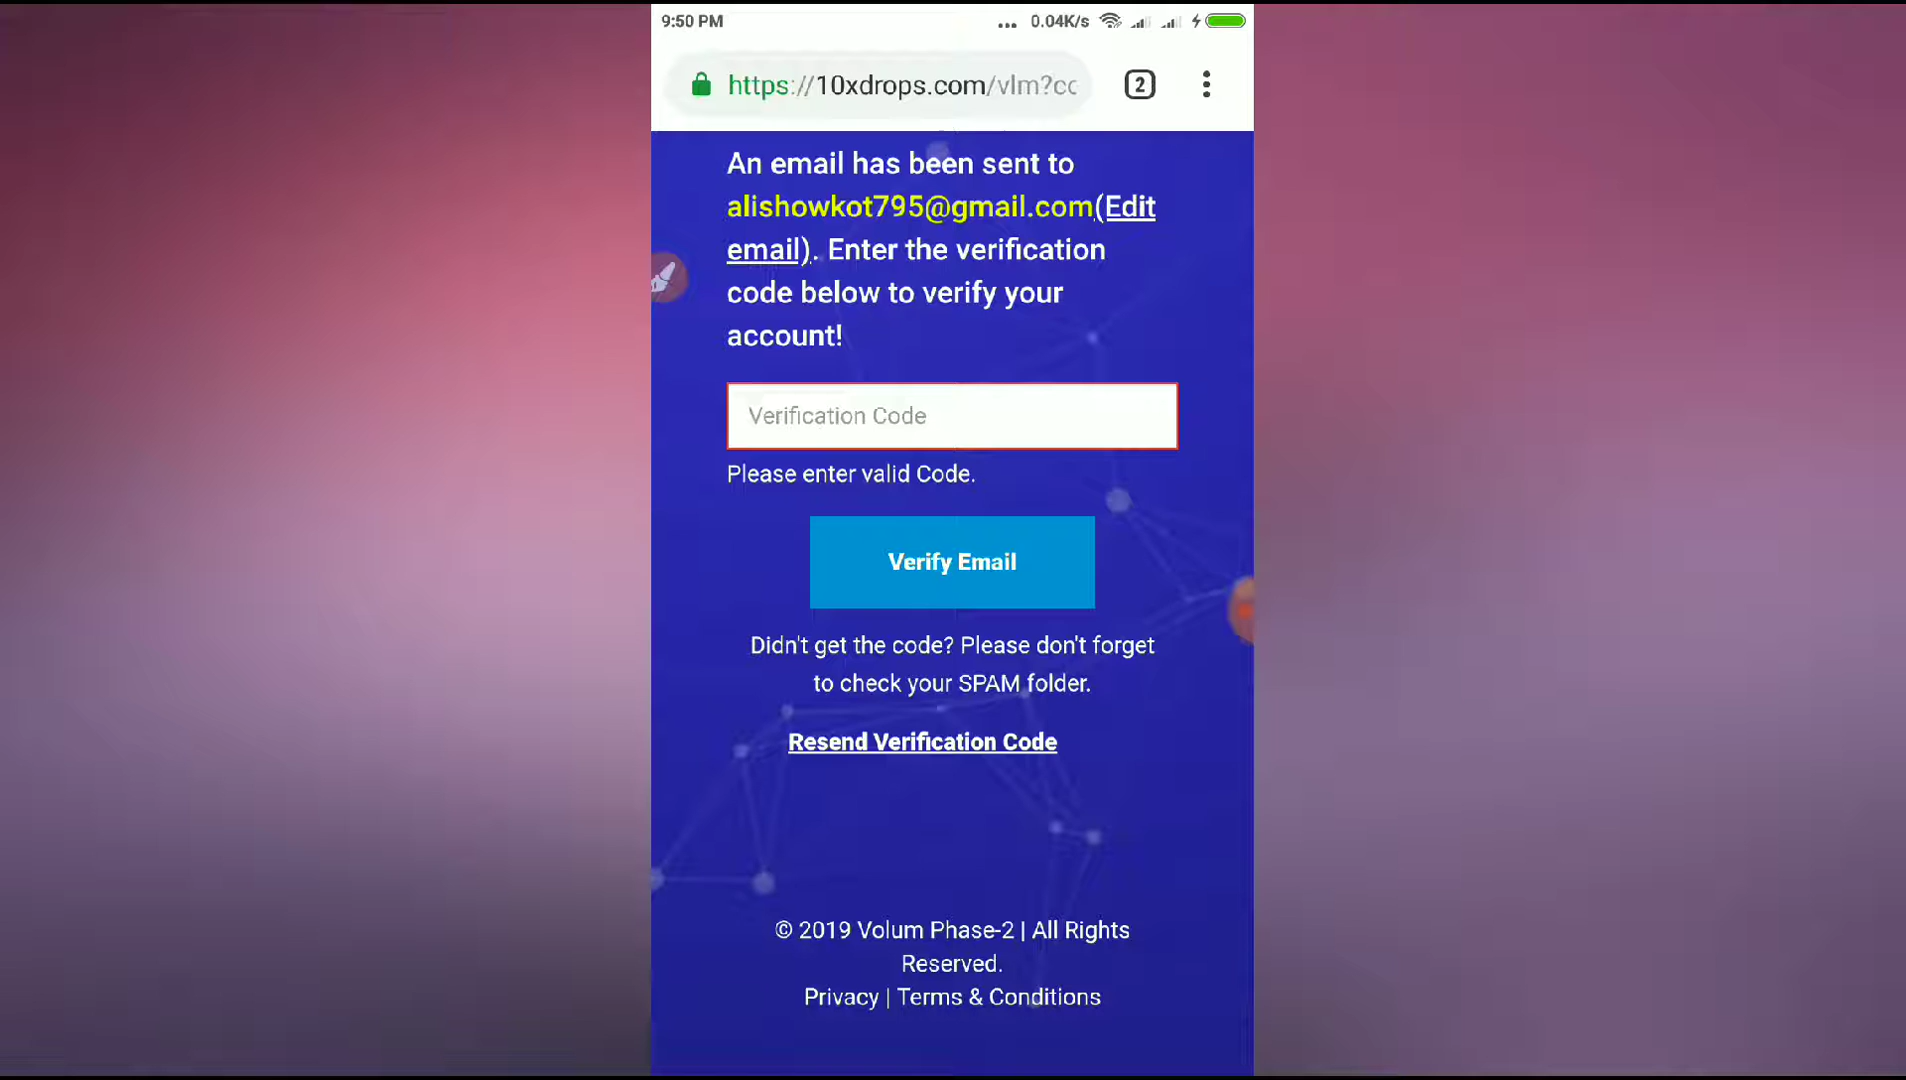 9:50 PM
... 0.04K/s
https://10xdrops.com/vlm?cc
2
An email has been sent to
alishowkot795@gmail.com(Edit
email). Enter the verification
code below to verify your
account!
Verification Code
Please enter valid Code.
Verify Email
Didn't get the code? Please don't forget
to check your SPAM folder.
Resend Verification Code
© 2019 Volum Phase-2 | All Rights
Reserved.
Privacy | Terms & Conditions